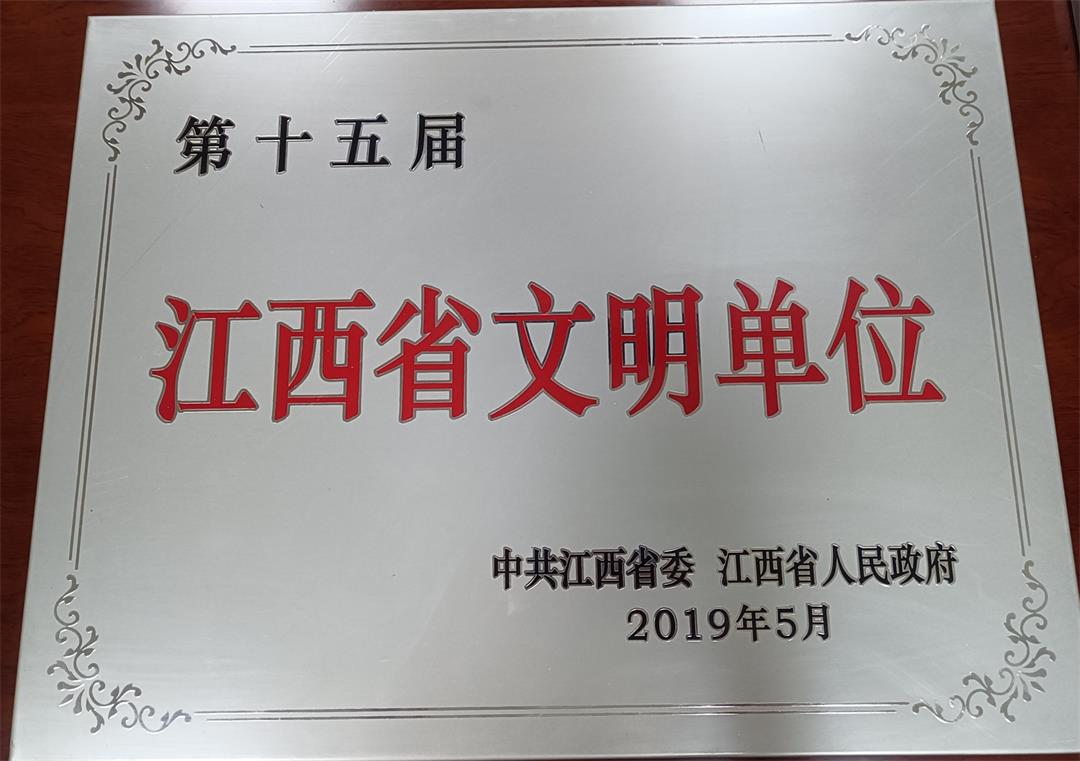 第十五届
江西省文明单位
中共江西省委 江西省人民政府
2019年5月